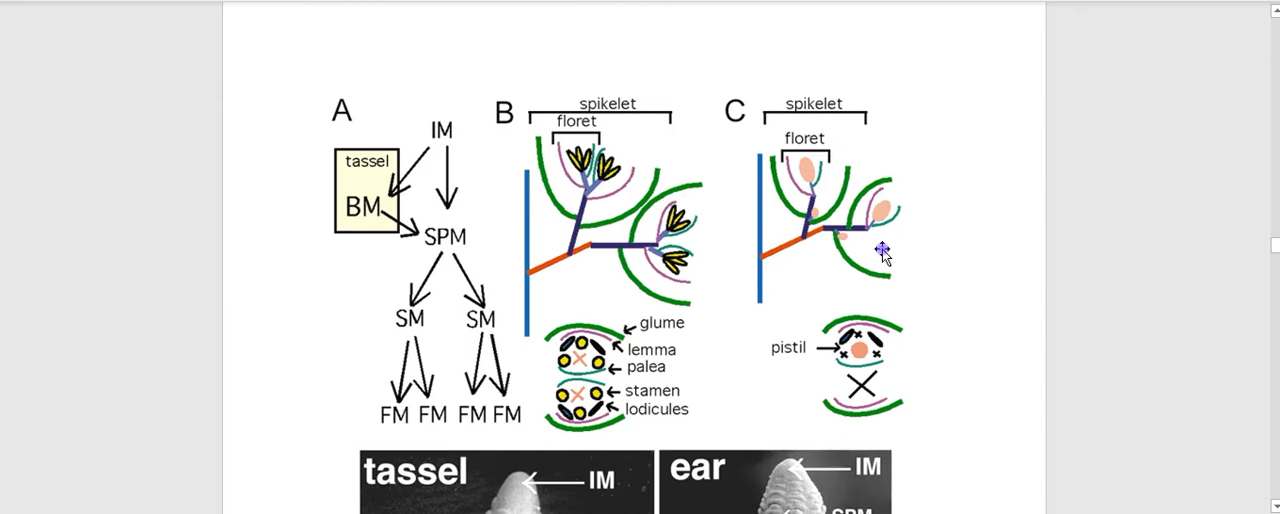 A
IM
tassel
BM
SPM
SM SM
FM FM FM FM
B
spikelet
floret
glume
lemma
palea
stamen
lodicules
C
spikelet
floret
pistil
tassel
IM
ear
IM
SPM